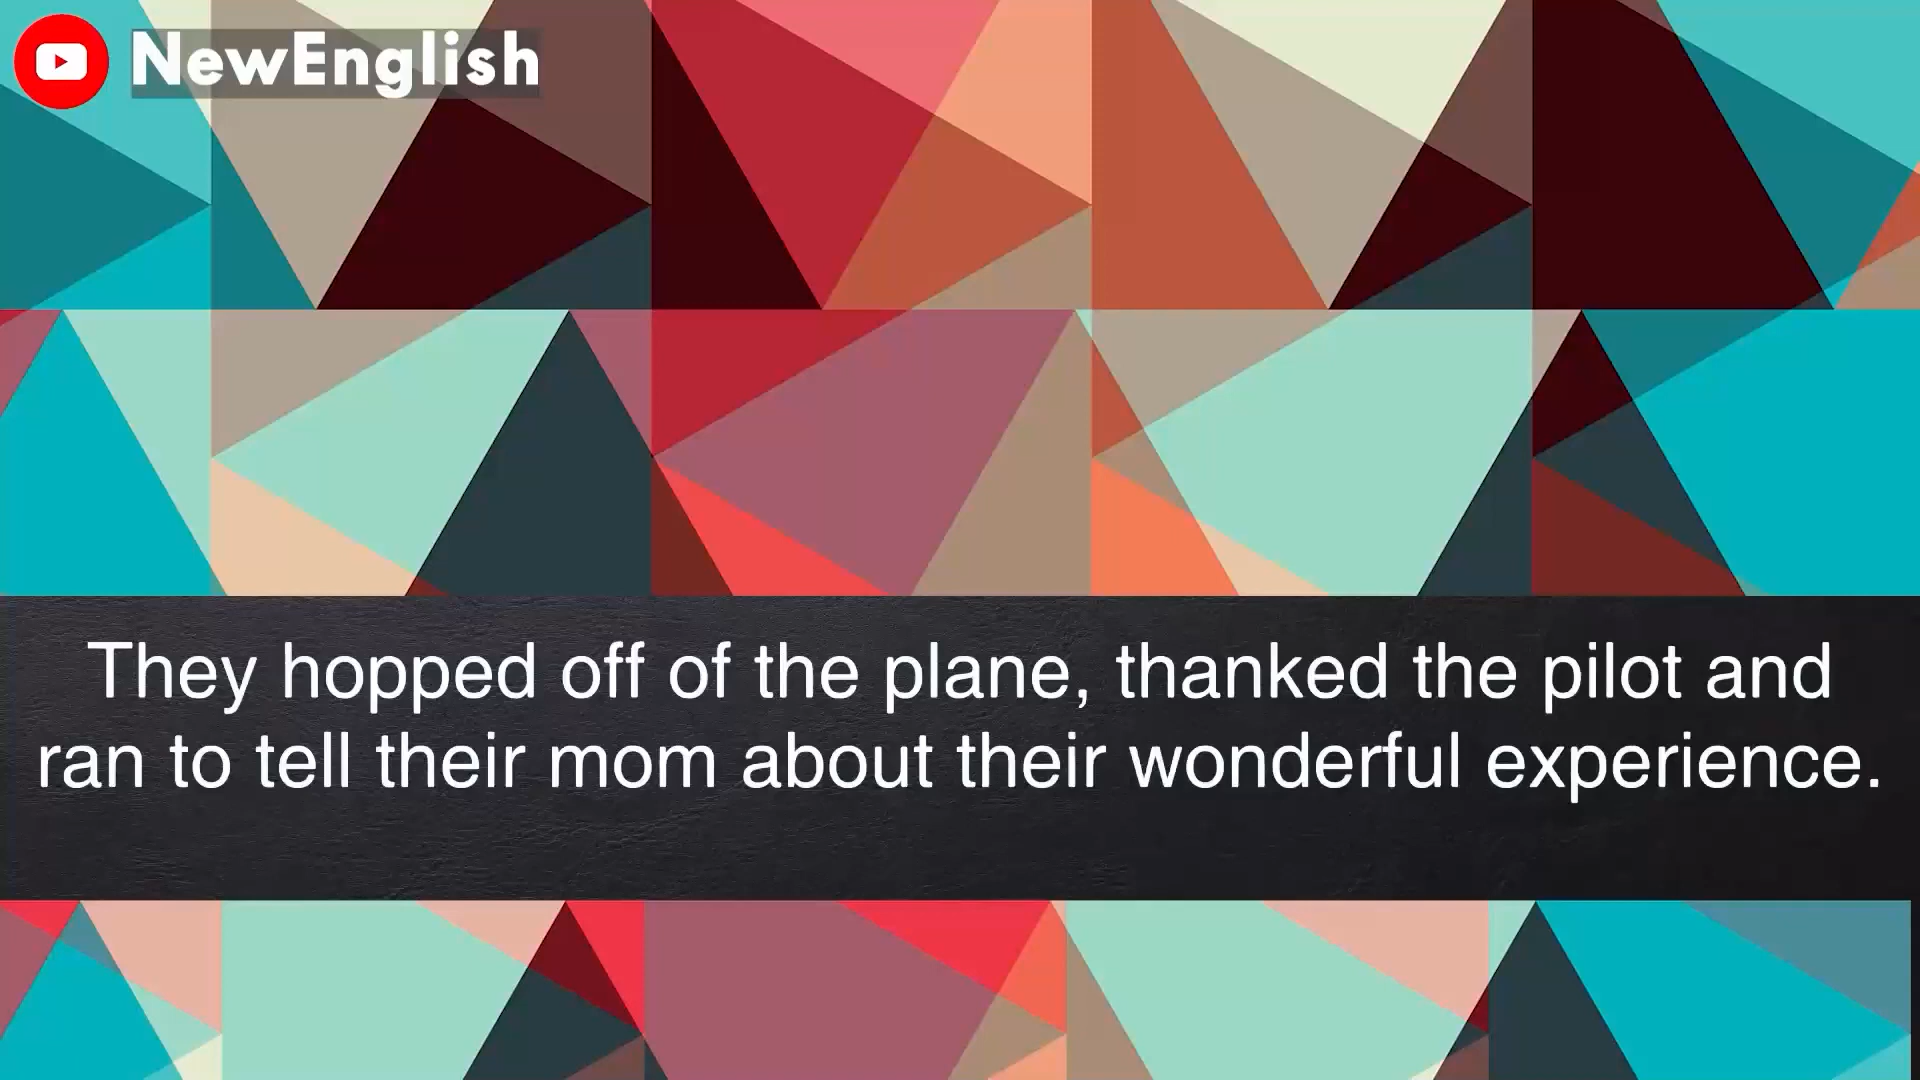 NewEnglish
They hopped off of the plane, thanked the pilot and
ran to tell their mom about their wonderful experience.